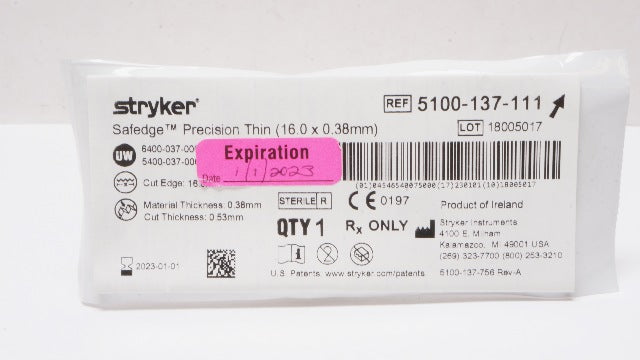 stryker®
REF 5100-137-111
Safedge™ Precision Thin (16.0 x 0.38mm)
LOT 18005017
UW 6400-037-00
5400-037-00
Expiration
Date 1/1/2023
(01)04546540075000(17)230101(10)18005017
Cut Edge: 16.
Material Thickness: 0.38mm
Cut Thickness: 0.53mm
STERILE R
CE 0197
Product of Ireland
QTY 1
Rx ONLY
Stryker Instruments
4100 E. Milham
Kalamazoo, MI 49001 USA
(269) 323-7700 (800) 253-3210
2023-01-01
U.S. Patents: www.stryker.com/patents
5100-137-756 Rev-A